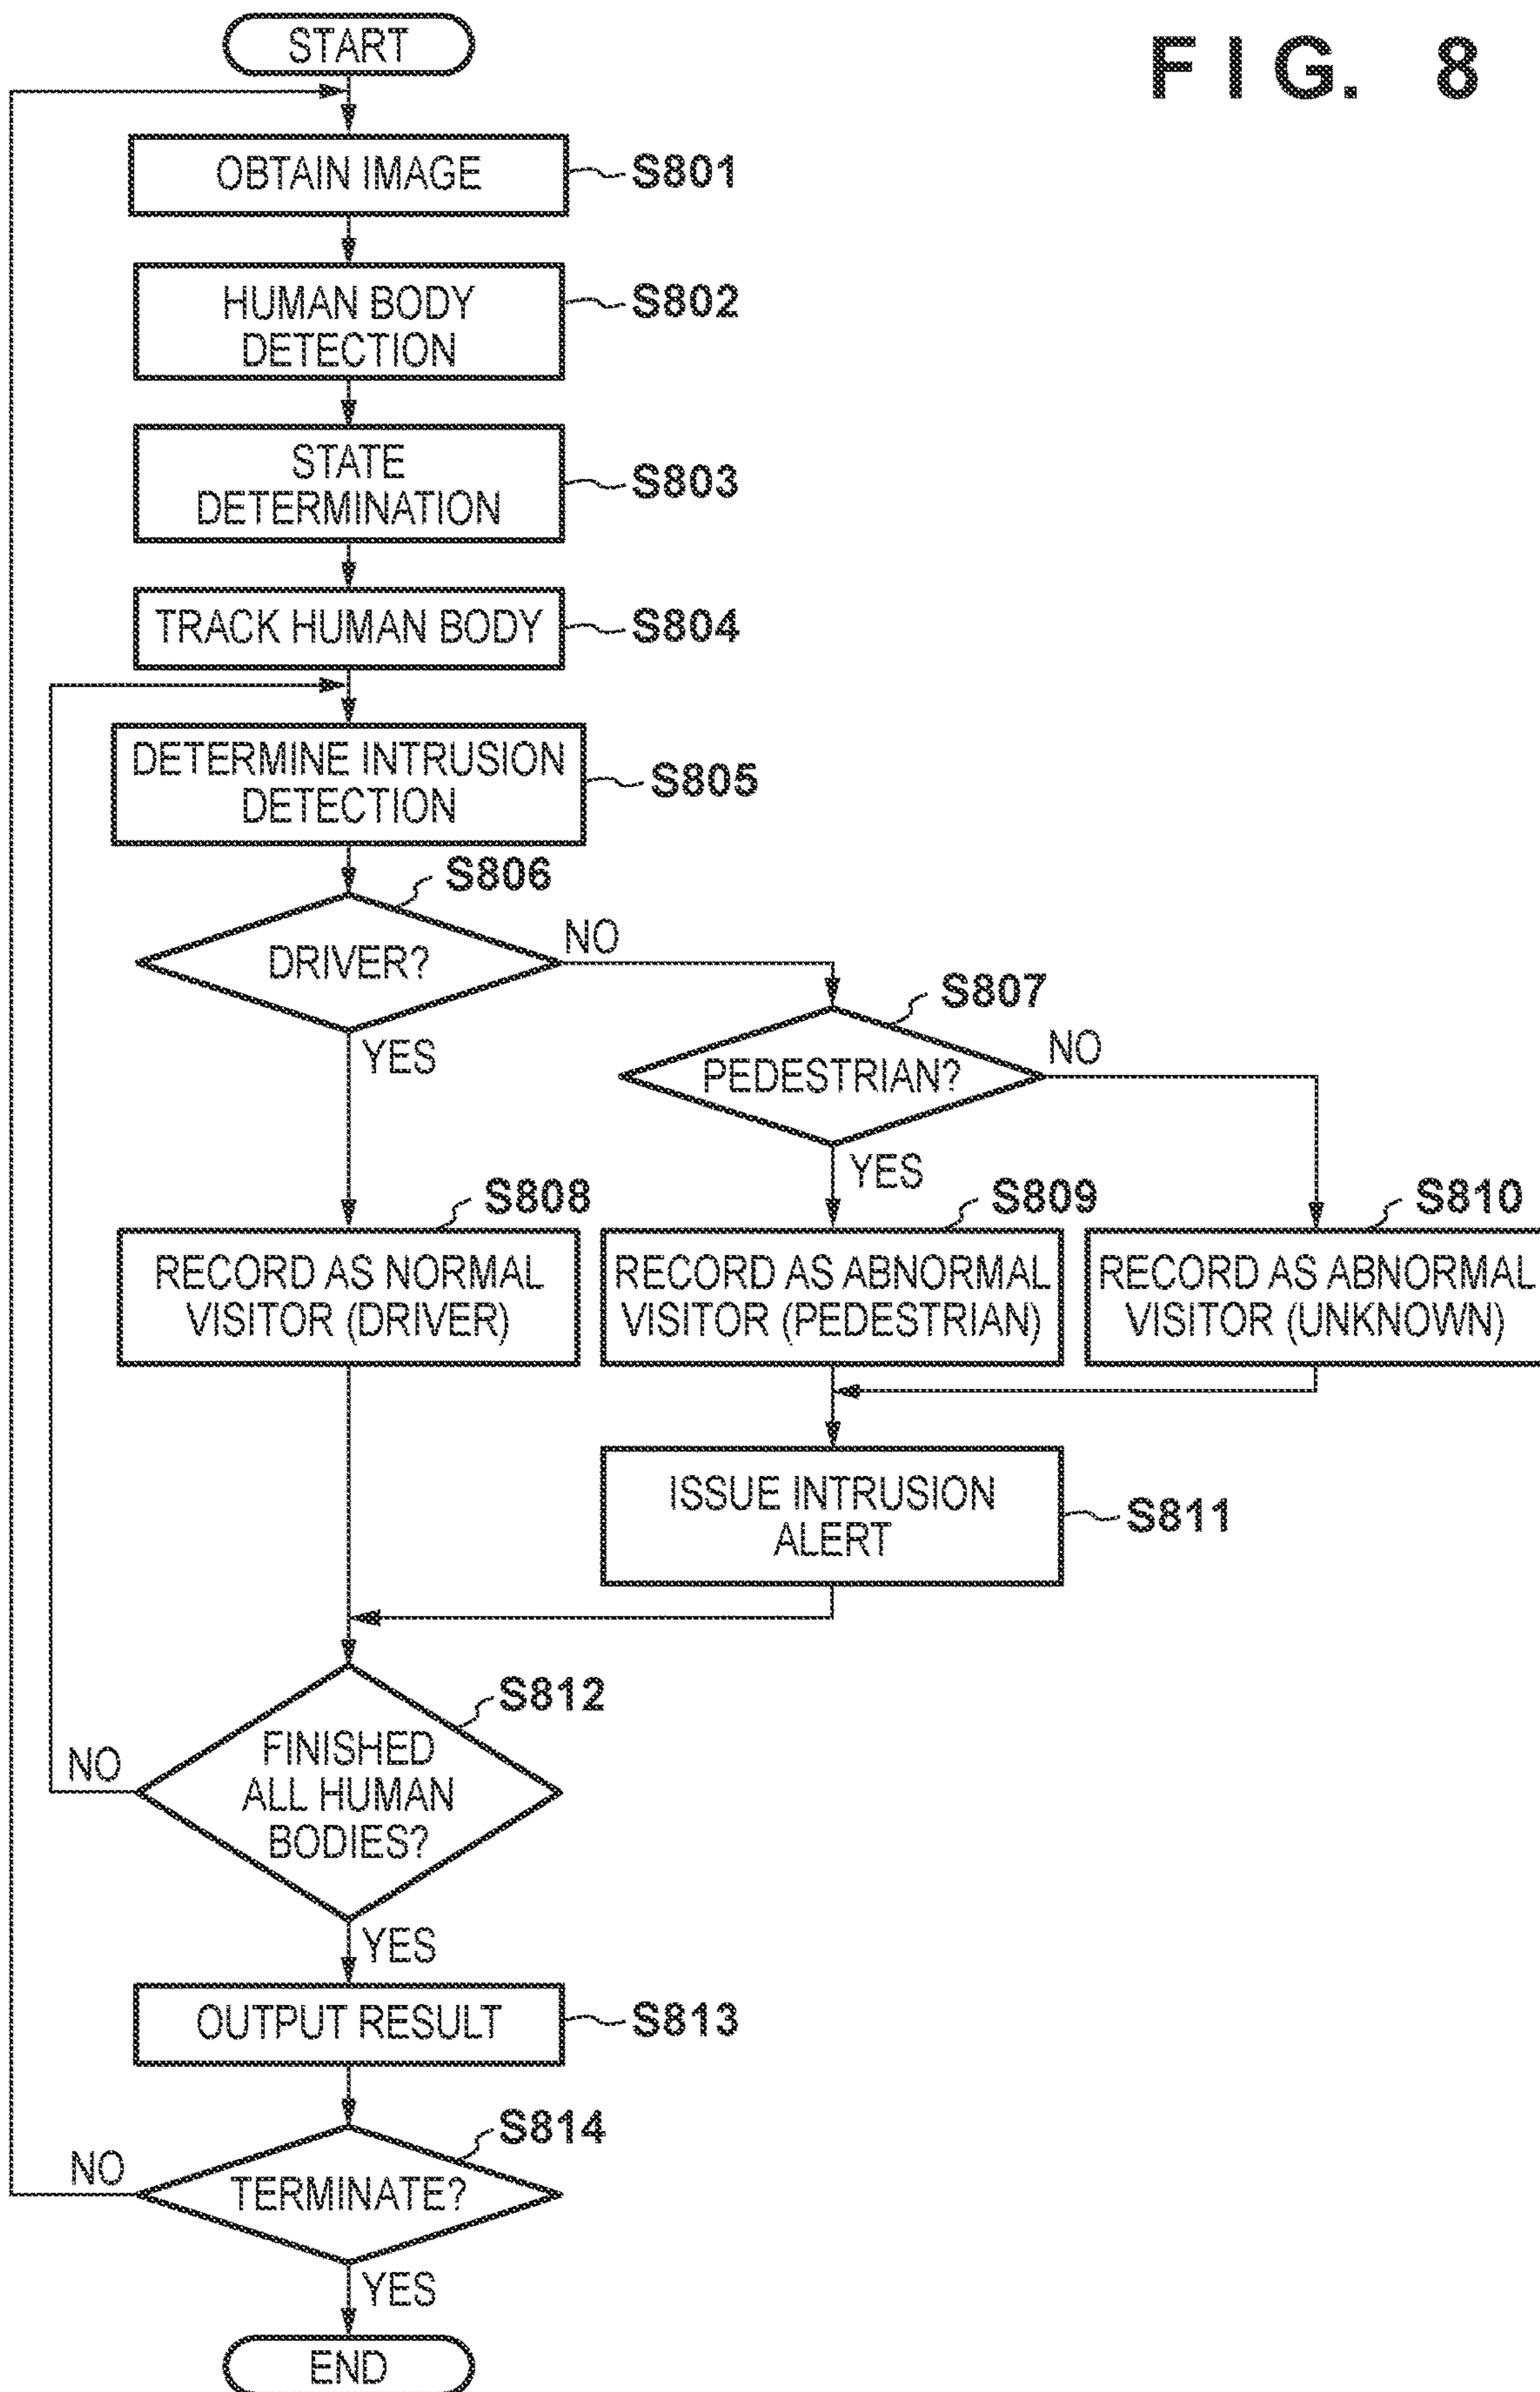 START
FIG. 8
OBTAIN IMAGE
S801
HUMAN BODY
DETECTION
S802
STATE
DETERMINATION
S803
TRACK HUMAN BODY
S804
DETERMINE INTRUSION
DETECTION
S805
S806
DRIVER?
NO
YES
S807
PEDESTRIAN?
NO
YES
S808
RECORD AS NORMAL
VISITOR (DRIVER)
S809
RECORD AS ABNORMAL
VISITOR (PEDESTRIAN)
S810
RECORD AS ABNORMAL
VISITOR (UNKNOWN)
ISSUE INTRUSION
ALERT
S811
S812
FINISHED
ALL HUMAN
BODIES?
NO
YES
OUTPUT RESULT
S813
S814
TERMINATE?
NO
YES
END